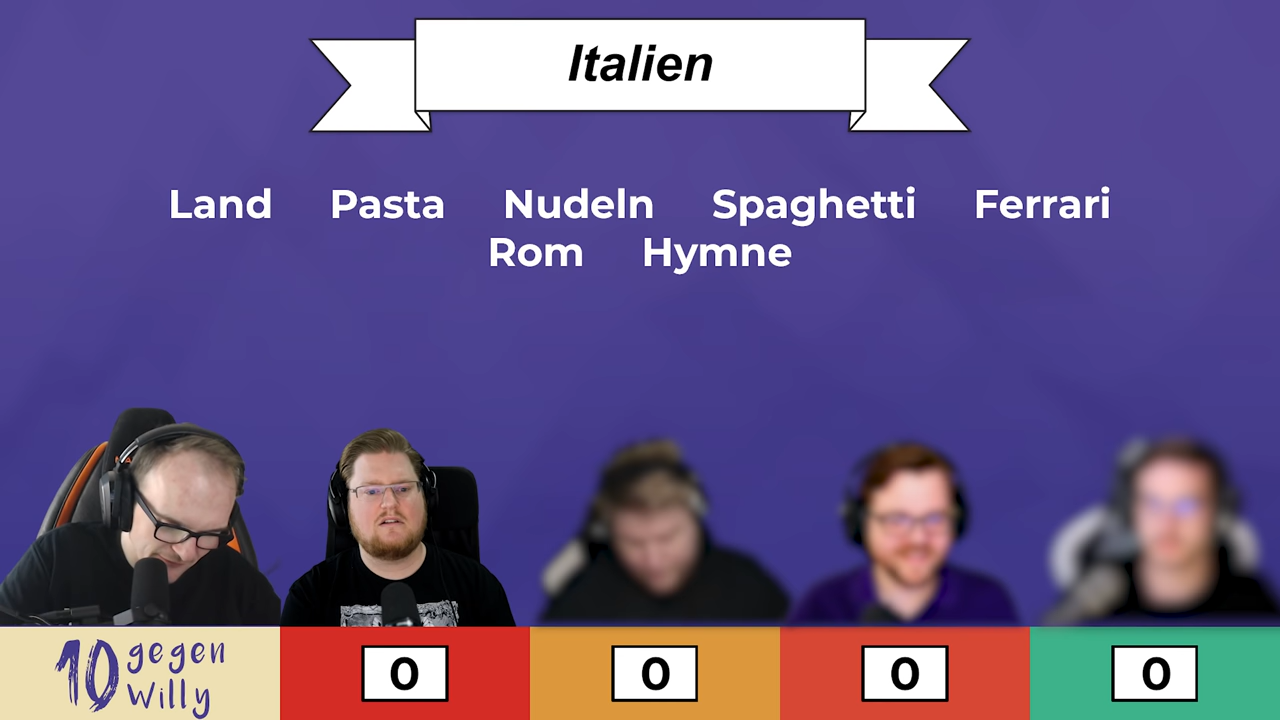 Italien
Land Pasta Nudeln Spaghetti Ferrari
Rom Hymne
10 gegen
Willy
0 0 0 0